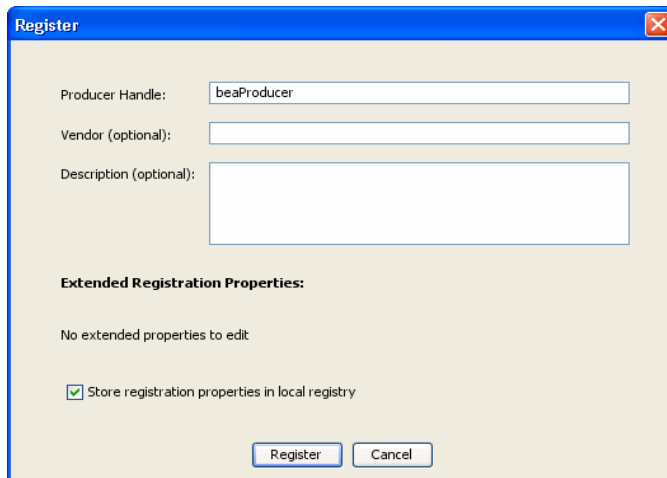 Register
Producer Handle: beaProducer
Vendor (optional):
Description (optional):
Extended Registration Properties:
No extended properties to edit
Store registration properties in local registry
Register Cancel